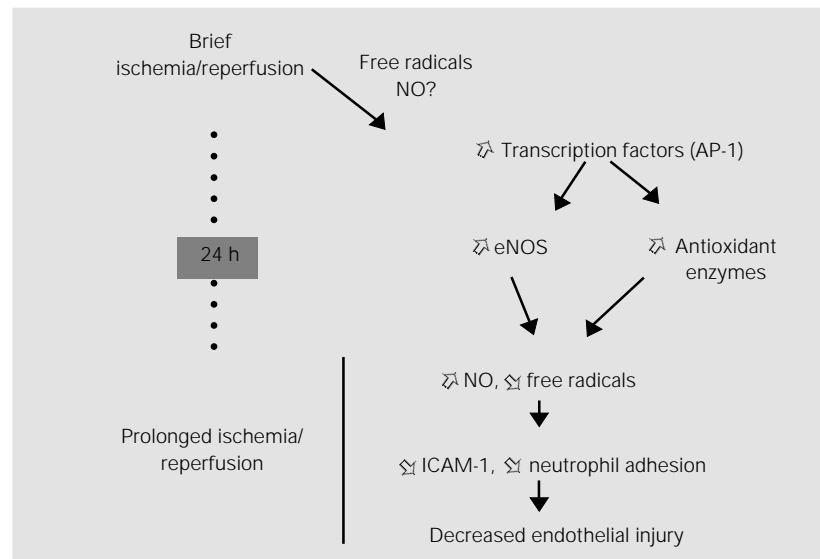 Brief
ischemia/reperfusion
Free radicals
NO?
⇗ Transcription factors (AP-1)
24 h
⇗ eNOS
⇗ Antioxidant
enzymes
⇗ NO, ⇘ free radicals
Prolonged ischemia/
reperfusion
⇘ ICAM-1, ⇘ neutrophil adhesion
Decreased endothelial injury